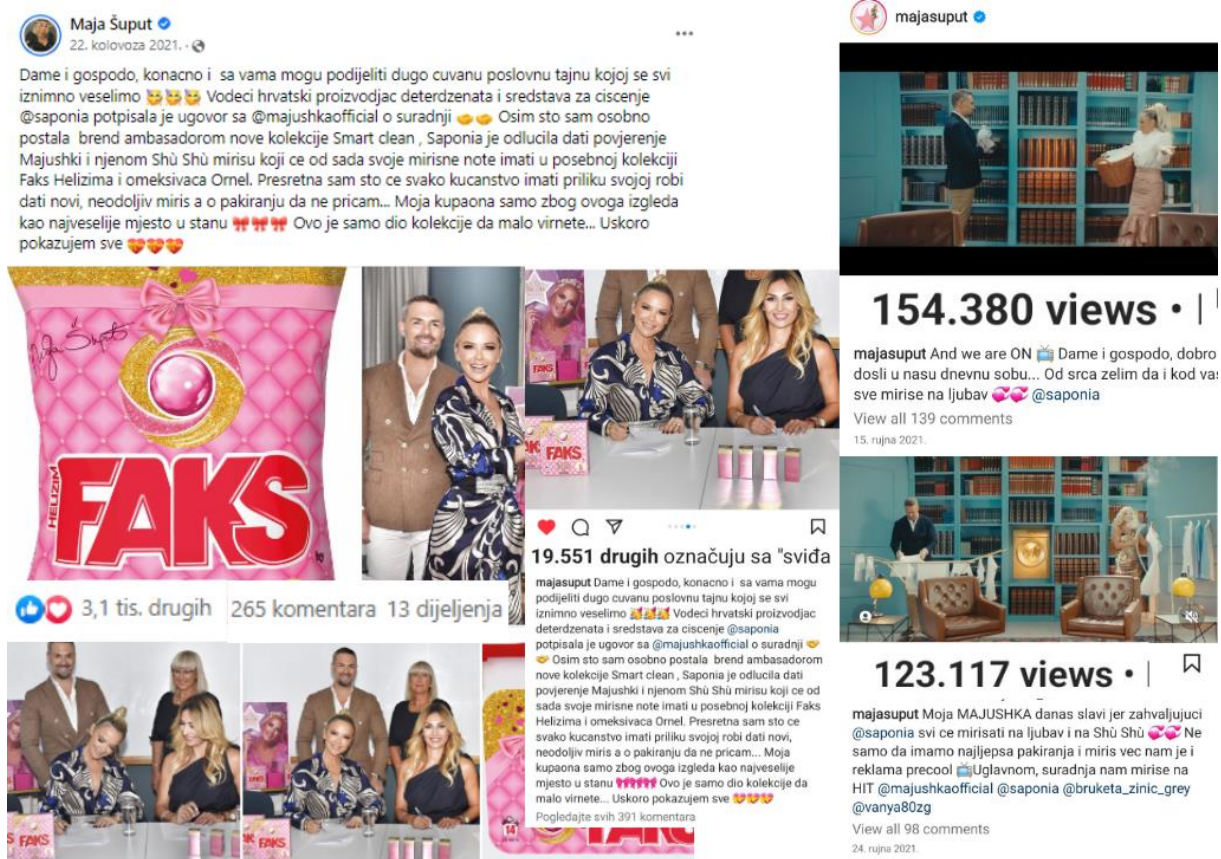 Maja Šuput
22. kolovoza 2021. ·
Dame i gospodo, konacno i sa vama mogu podijeliti dugo cuvanu poslovnu tajnu kojoj se svi
iznimno veselimo 🥳🥳🥳 Vodeci hrvatski proizvodjac deterdzenata i sredstava za ciscenje
@saponia potpisala je ugovor sa @majushkaofficial o suradnji 🤝🤝 Osim sto sam osobno
postala brend ambasadorom nove kolekcije Smart clean , Saponia je odlucila dati povjerenje
Majushki i njenom Shù Shù mirisu koji ce od sada svoje mirisne note imati u posebnoj kolekciji
Faks Helizima i omeksivaca Ornel. Presretna sam sto ce svako kucanstvo imati priliku svojoj robi
dati novi, neodoljiv miris a o pakiranju da ne pricam... Moja kupaona samo zbog ovoga izgleda
kao najveselije mjesto u stanu 🎀🎀🎀 Ovo je samo dio kolekcije da malo virnete... Uskoro
pokazujem sve 💝💝💝
Maja Šuput
HELIZIM
FAKS
3,1 tis. drugih
265 komentara 13 dijeljenja
FAKS
FAKS
19.551 drugih označuju sa "sviđa
majasuput Dame i gospodo, konacno i sa vama mogu
podijeliti dugo cuvanu poslovnu tajnu kojoj se svi
iznimno veselimo 🥳🥳🥳 Vodeci hrvatski proizvodjac
deterdzenata i sredstava za ciscenje @saponia
potpisala je ugovor sa @majushkaofficial o suradnji 🤝
🤝 Osim sto sam osobno postala brend ambasadorom
nove kolekcije Smart clean , Saponia je odlucila dati
povjerenje Majushki i njenom Shù Shù mirisu koji ce od
sada svoje mirisne note imati u posebnoj kolekciji Faks
Helizima i omeksivaca Ornel. Presretna sam sto ce
svako kucanstvo imati priliku svojoj robi dati novi,
neodoljiv miris a o pakiranju da ne pricam... Moja
kupaona samo zbog ovoga izgleda kao najveselije
mjesto u stanu 🎀🎀🎀🎀 Ovo je samo dio kolekcije da
malo virnete... Uskoro pokazujem sve 💝💝💝
Pogledajte svih 391 komentara
FAKS
FAKS
14
majasuput
154.380 views •
majasuput And we are ON 📺 Dame i gospodo, dobro
dosli u nasu dnevnu sobu... Od srca zelim da i kod vas
sve mirise na ljubav 💞💞 @saponia
View all 139 comments
15. rujna 2021.
123.117 views •
majasuput Moja MAJUSHKA danas slavi jer zahvaljujuci
@saponia svi ce mirisati na ljubav i na Shù Shù 💞💞 Ne
samo da imamo najljepsa pakiranja i miris vec nam je i
reklama precool 📺Uglavnom, suradnja nam mirise na
HIT @majushkaofficial @saponia @bruketa_zinic_grey
@vanya80zg
View all 98 comments
24. rujna 2021.